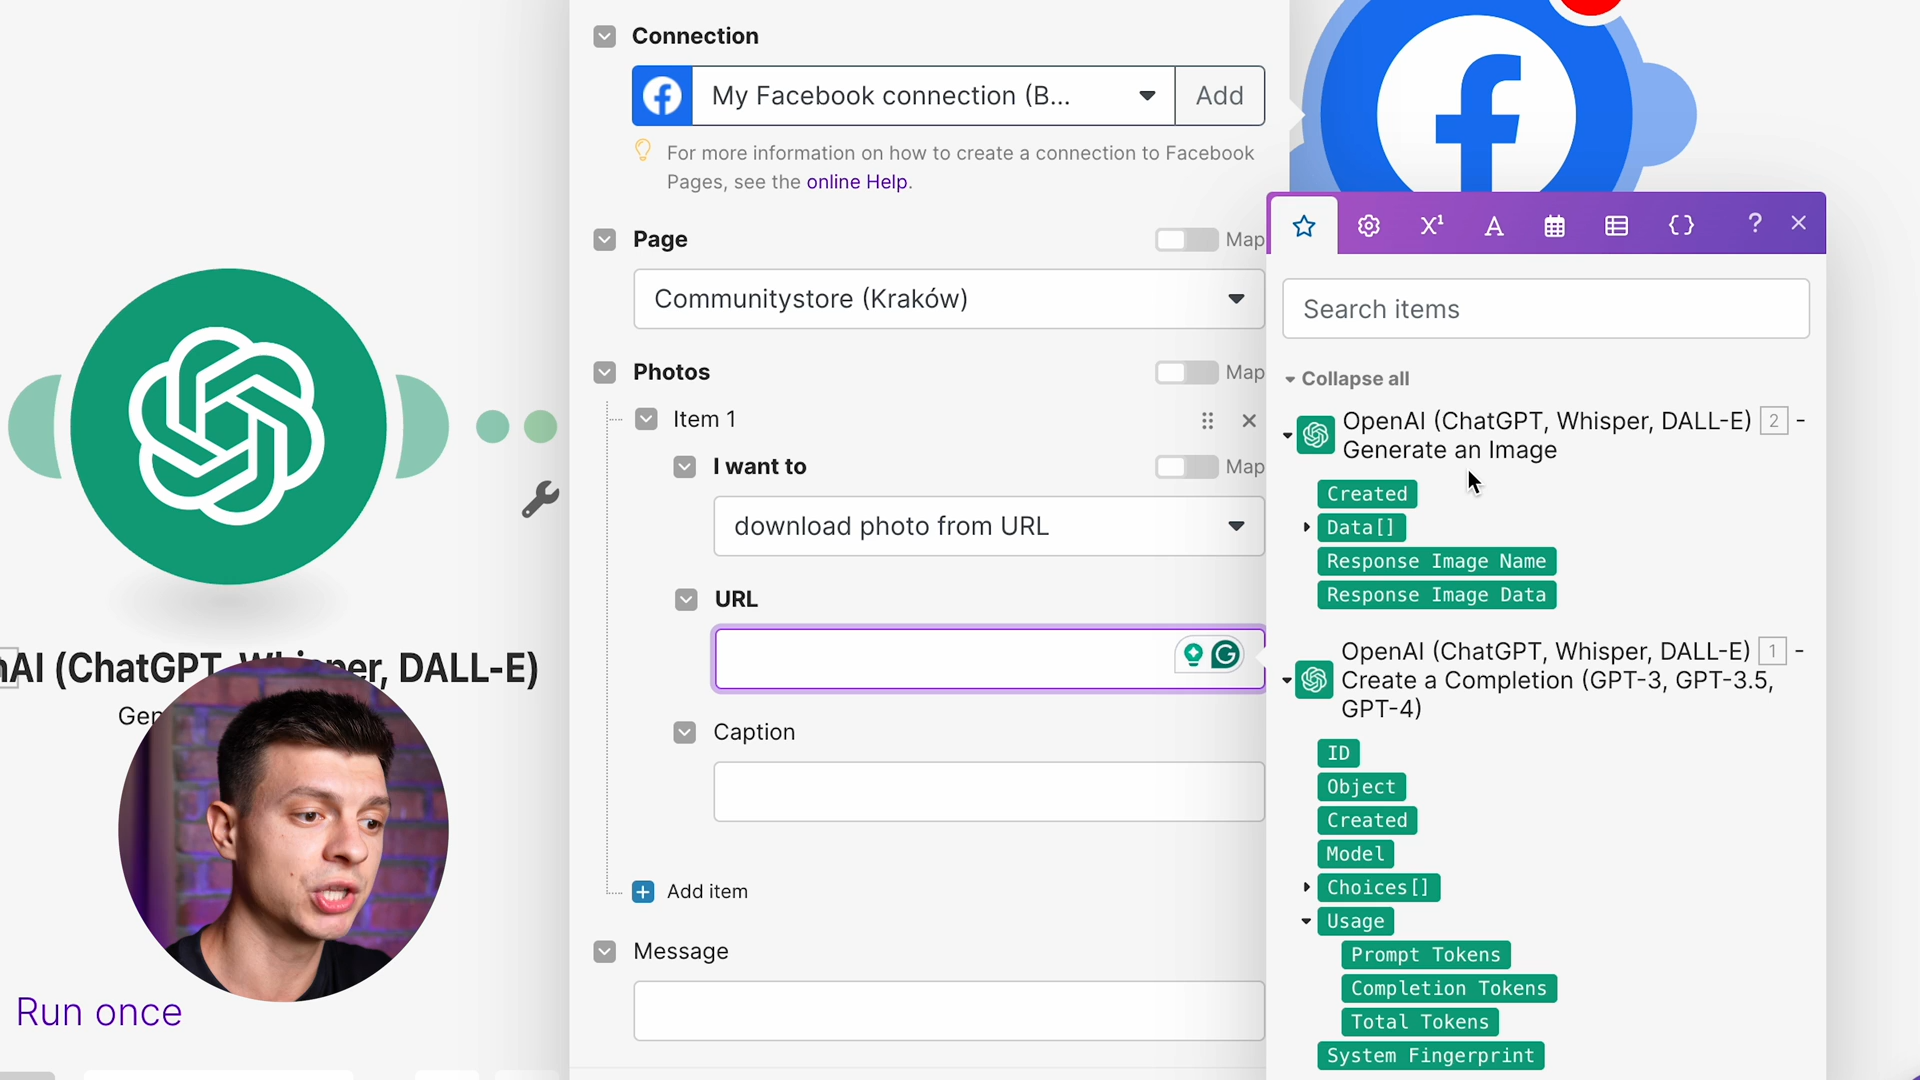 Connection
My Facebook connection (B...
Add
For more information on how to create a connection to Facebook
Pages, see the online Help.
Page
Map
Communitystore (Kraków)
Photos
Map
Item 1
I want to
Map
download photo from URL
URL
Caption
Add item
Message
AI (ChatGPT, Whisper, DALL-E)
Run once
Search items
Collapse all
OpenAI (ChatGPT, Whisper, DALL-E) 2 -
Generate an Image
Created
Data[]
Response Image Name
Response Image Data
OpenAI (ChatGPT, Whisper, DALL-E) 1 -
Create a Completion (GPT-3, GPT-3.5,
GPT-4)
ID
Object
Created
Model
Choices[]
Usage
Prompt Tokens
Completion Tokens
Total Tokens
System Fingerprint